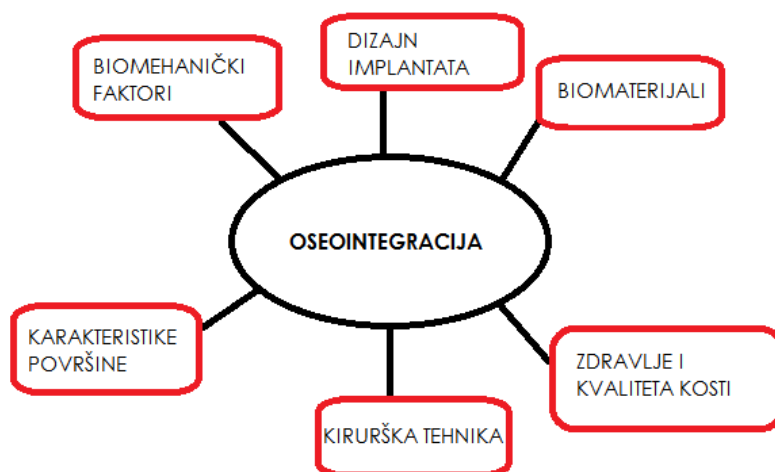 BIOMEHANIČKI
FAKTORI
DIZAJN
IMPLANTATA
BIOMATERIJALI
OSEOINTEGRACIJA
KARAKTERISTIKE
POVRŠINE
KIRURŠKA TEHNIKA
ZDRAVLJE I
KVALITETA KOSTI